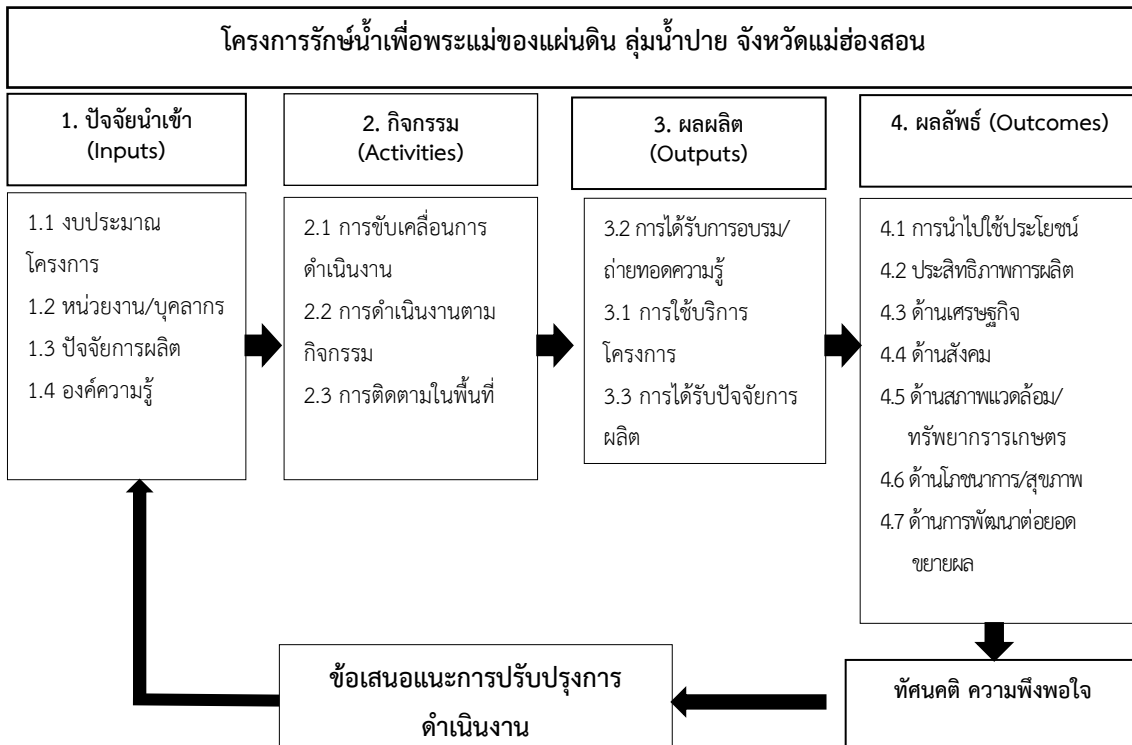 โครงการรักษ์น้ำเพื่อพระแม่ของแผ่นดิน ลุ่มน้ำปาย จังหวัดแม่ฮ่องสอน
1. ปัจจัยนำเข้า
(Inputs)
1.1 งบประมาณ
โครงการ
1.2 หน่วยงาน/บุคลากร
1.3 ปัจจัยการผลิต
1.4 องค์ความรู้
2. กิจกรรม
(Activities)
2.1 การขับเคลื่อนการ
ดำเนินงาน
2.2 การดำเนินงานตาม
กิจกรรม
2.3 การติดตามในพื้นที่
3. ผลผลิต
(Outputs)
3.2 การได้รับการอบรม/
ถ่ายทอดความรู้
3.1 การใช้บริการ
โครงการ
3.3 การได้รับปัจจัยการ
ผลิต
4. ผลลัพธ์ (Outcomes)
4.1 การนำไปใช้ประโยชน์
4.2 ประสิทธิภาพการผลิต
4.3 ด้านเศรษฐกิจ
4.4 ด้านสังคม
4.5 ด้านสภาพแวดล้อม/
ทรัพยากรารเกษตร
4.6 ด้านโภชนาการ/สุขภาพ
4.7 ด้านการพัฒนาต่อยอด
ขยายผล
ทัศนคติ ความพึงพอใจ
ข้อเสนอแนะการปรับปรุงการ
ดำเนินงาน